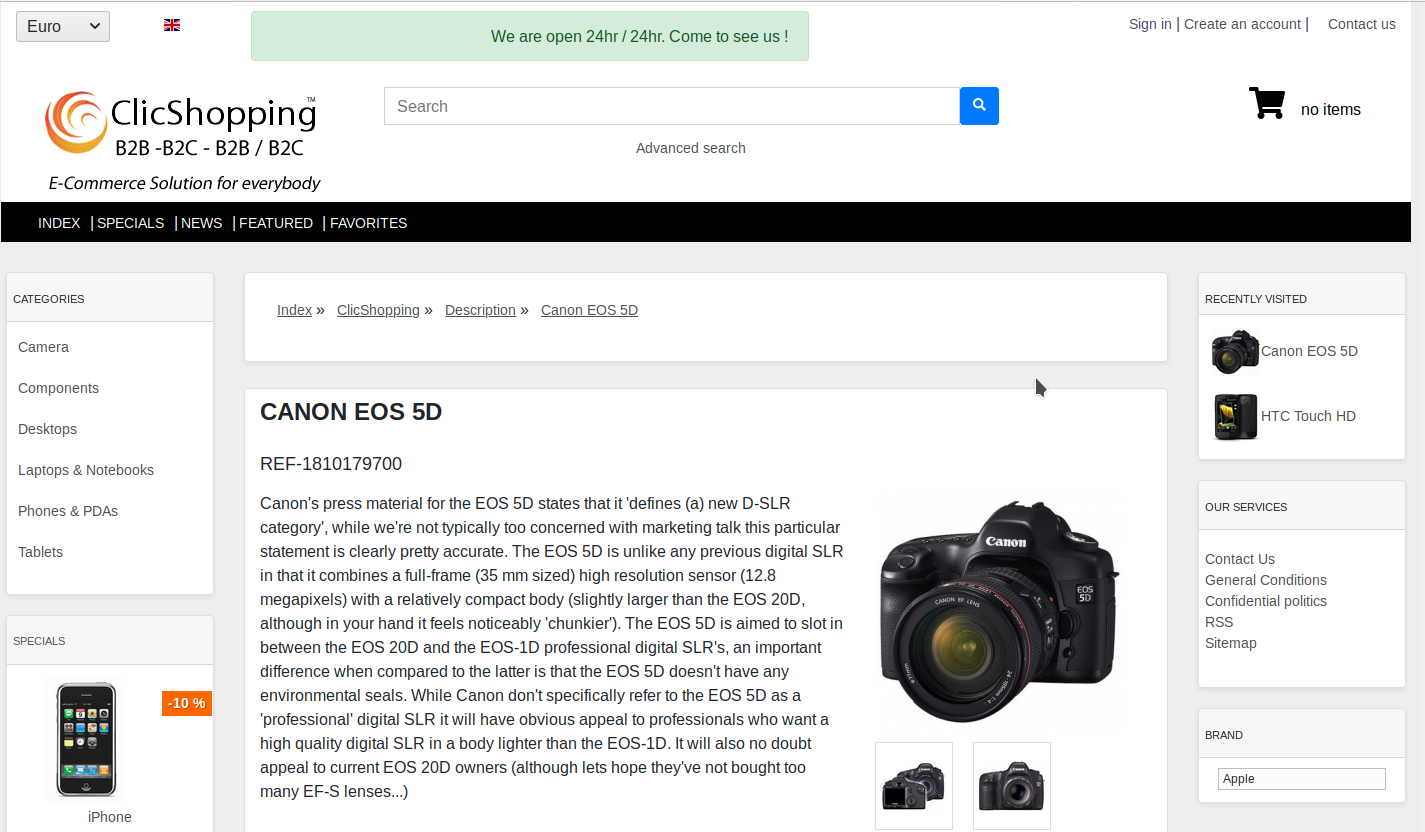 Euro
We are open 24hr / 24hr. Come to see us !
Sign in | Create an account | Contact us
ClicShopping™
B2B -B2C - B2B / B2C
E-Commerce Solution for everybody
Search
Advanced search
no items
INDEX | SPECIALS | NEWS | FEATURED | FAVORITES
CATEGORIES
Camera
Components
Desktops
Laptops & Notebooks
Phones & PDAs
Tablets
SPECIALS
-10 %
iPhone
Index » ClicShopping » Description » Canon EOS 5D
CANON EOS 5D
REF-1810179700
Canon's press material for the EOS 5D states that it 'defines (a) new D-SLR
category', while we're not typically too concerned with marketing talk this particular
statement is clearly pretty accurate. The EOS 5D is unlike any previous digital SLR
in that it combines a full-frame (35 mm sized) high resolution sensor (12.8
megapixels) with a relatively compact body (slightly larger than the EOS 20D,
although in your hand it feels noticeably 'chunkier'). The EOS 5D is aimed to slot in
between the EOS 20D and the EOS-1D professional digital SLR's, an important
difference when compared to the latter is that the EOS 5D doesn't have any
environmental seals. While Canon don't specifically refer to the EOS 5D as a
'professional' digital SLR it will have obvious appeal to professionals who want a
high quality digital SLR in a body lighter than the EOS-1D. It will also no doubt
appeal to current EOS 20D owners (although lets hope they've not bought too
many EF-S lenses...)
Canon
EOS
5D
CANON EF LENS
RECENTLY VISITED
Canon EOS 5D
HTC Touch HD
OUR SERVICES
Contact Us
General Conditions
Confidential politics
RSS
Sitemap
BRAND
Apple